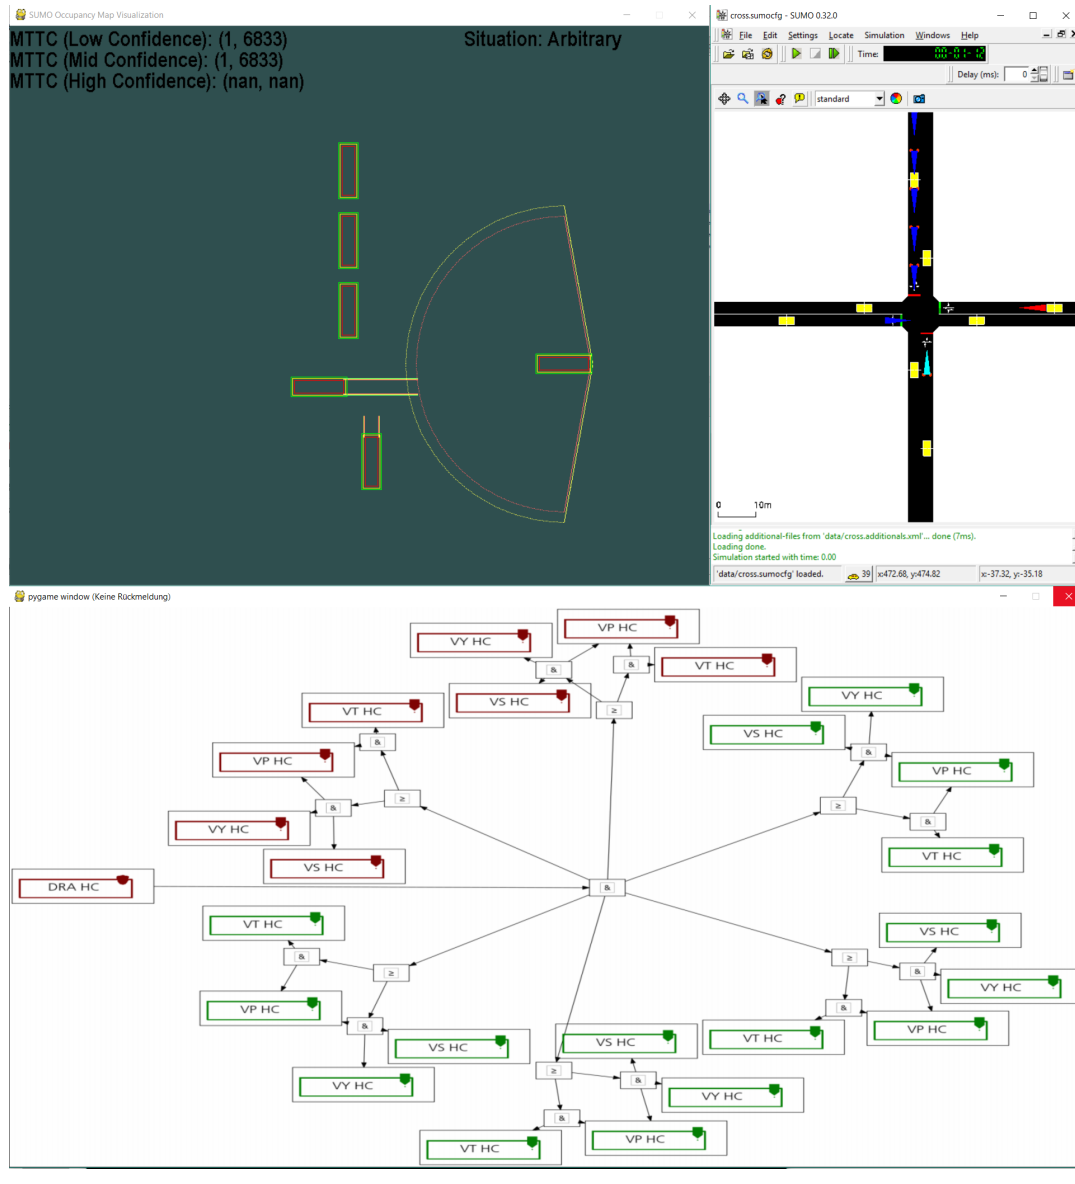 SUMO Occupancy Map Visualization
MTTC (Low Confidence): (1, 6833)
MTTC (Mid Confidence): (1, 6833)
MTTC (High Confidence): (nan, nan)
Situation: Arbitrary
cross.sumocfg - SUMO 0.32.0
File Edit Settings Locate Simulation Windows Help
Time: 00-01-12
Delay (ms): 0
standard
0 10m
Loading additional-files from 'data/cross.additionals.xml'... done (7ms).
Loading done.
Simulation started with time: 0.00
'data/cross.sumocfg' loaded. 39 x:472.68, y:474.82 x:-37.32, y:-35.18
pygame window (Keine Rückmeldung)
VP HC
VY HC
&
&
VT HC
VS HC
≥
VY HC
VT HC
VS HC
&
&
VP HC
VP HC
≥
≥
&
&
VY HC
VT HC
VS HC
DRA HC
&
VT HC
VS HC
&
≥
≥
&
VY HC
VP HC
&
&
VP HC
VT HC
VS HC
VS HC
≥
&
VY HC
VY HC
&
VP HC
VT HC